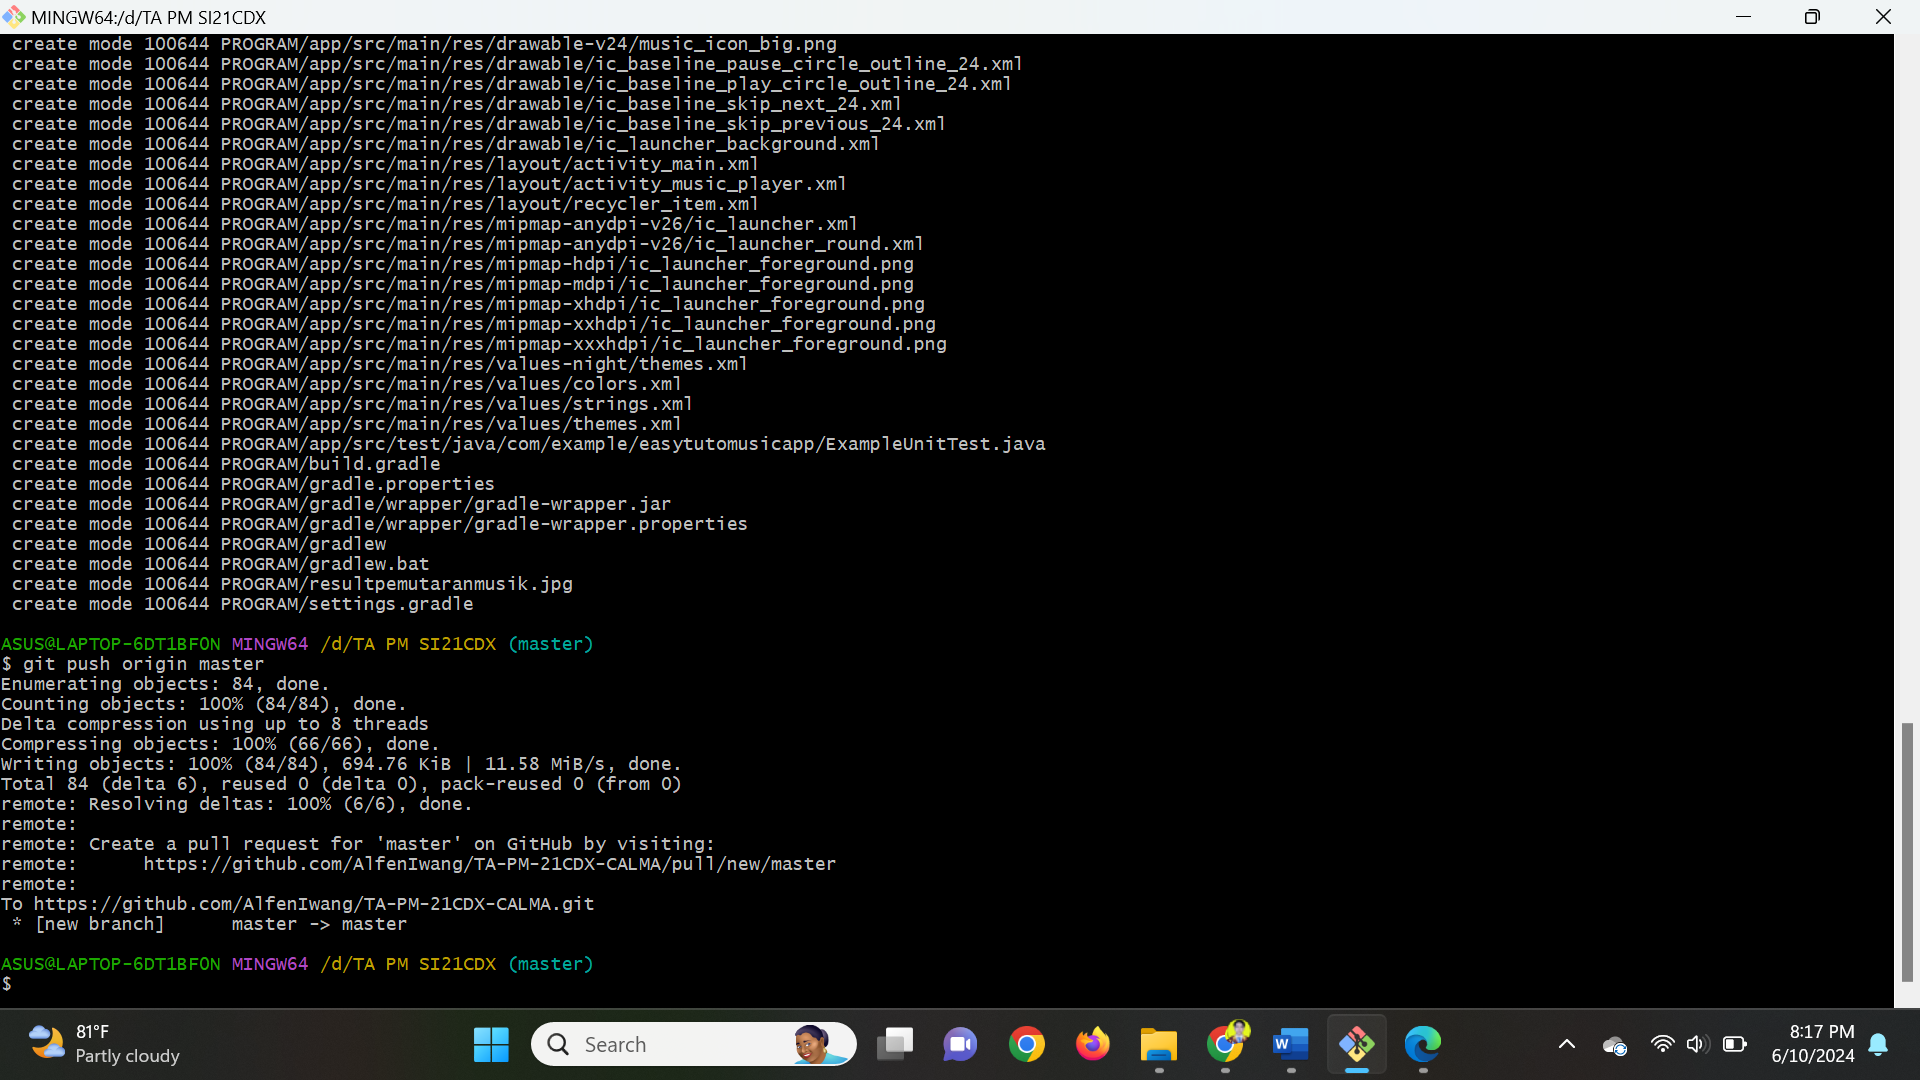 MINGW64:/d/TA PM SI21CDX
create mode 100644 PROGRAM/app/src/main/res/drawable-v24/music_icon_big.png
create mode 100644 PROGRAM/app/src/main/res/drawable/ic_baseline_pause_circle_outline_24.xml
create mode 100644 PROGRAM/app/src/main/res/drawable/ic_baseline_play_circle_outline_24.xml
create mode 100644 PROGRAM/app/src/main/res/drawable/ic_baseline_skip_next_24.xml
create mode 100644 PROGRAM/app/src/main/res/drawable/ic_baseline_skip_previous_24.xml
create mode 100644 PROGRAM/app/src/main/res/drawable/ic_launcher_background.xml
create mode 100644 PROGRAM/app/src/main/res/layout/activity_main.xml
create mode 100644 PROGRAM/app/src/main/res/layout/activity_music_player.xml
create mode 100644 PROGRAM/app/src/main/res/layout/recycler_item.xml
create mode 100644 PROGRAM/app/src/main/res/mipmap-anydpi-v26/ic_launcher.xml
create mode 100644 PROGRAM/app/src/main/res/mipmap-anydpi-v26/ic_launcher_round.xml
create mode 100644 PROGRAM/app/src/main/res/mipmap-hdpi/ic_launcher_foreground.png
create mode 100644 PROGRAM/app/src/main/res/mipmap-mdpi/ic_launcher_foreground.png
create mode 100644 PROGRAM/app/src/main/res/mipmap-xhdpi/ic_launcher_foreground.png
create mode 100644 PROGRAM/app/src/main/res/mipmap-xxhdpi/ic_launcher_foreground.png
create mode 100644 PROGRAM/app/src/main/res/mipmap-xxxhdpi/ic_launcher_foreground.png
create mode 100644 PROGRAM/app/src/main/res/values-night/themes.xml
create mode 100644 PROGRAM/app/src/main/res/values/colors.xml
create mode 100644 PROGRAM/app/src/main/res/values/strings.xml
create mode 100644 PROGRAM/app/src/main/res/values/themes.xml
create mode 100644 PROGRAM/app/src/test/java/com/example/easytutomusicapp/ExampleUnitTest.java
create mode 100644 PROGRAM/build.gradle
create mode 100644 PROGRAM/gradle.properties
create mode 100644 PROGRAM/gradle/wrapper/gradle-wrapper.jar
create mode 100644 PROGRAM/gradle/wrapper/gradle-wrapper.properties
create mode 100644 PROGRAM/gradlew
create mode 100644 PROGRAM/gradlew.bat
create mode 100644 PROGRAM/resultpemutaranmusik.jpg
create mode 100644 PROGRAM/settings.gradle
ASUS@LAPTOP-6DT1BF0N MINGW64 /d/TA PM SI21CDX (master)
$ git push origin master
Enumerating objects: 84, done.
Counting objects: 100% (84/84), done.
Delta compression using up to 8 threads
Compressing objects: 100% (66/66), done.
Writing objects: 100% (84/84), 694.76 KiB | 11.58 MiB/s, done.
Total 84 (delta 6), reused 0 (delta 0), pack-reused 0 (from 0)
remote: Resolving deltas: 100% (6/6), done.
remote:
remote: Create a pull request for 'master' on GitHub by visiting:
remote:      https://github.com/AlfenIwang/TA-PM-21CDX-CALMA/pull/new/master
remote:
To https://github.com/AlfenIwang/TA-PM-21CDX-CALMA.git
* [new branch]      master -> master
ASUS@LAPTOP-6DT1BF0N MINGW64 /d/TA PM SI21CDX (master)
$
81°F
Partly cloudy
Search
8:17 PM
6/10/2024